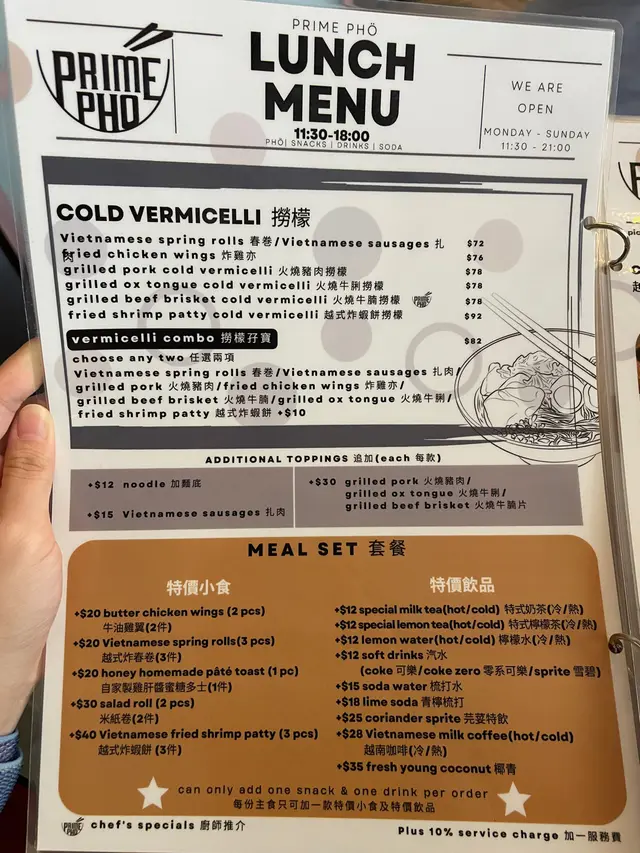 PRIME PHO
PRIME PHỞ
LUNCH
MENU
11:30-18:00
PHỞ| SNACKS | DRINKS | SODA
WE ARE
OPEN
MONDAY - SUNDAY
11:30 - 21:00
COLD VERMICELLI 撈檬
Vietnamese spring rolls 春卷/Vietnamese sausages 扎肉 $72
fried chicken wings 炸雞亦 $76
grilled pork cold vermicelli 火燒豬肉撈檬 $78
grilled ox tongue cold vermicelli 火燒牛脷撈檬 $78
grilled beef brisket cold vermicelli 火燒牛腩撈檬 $78
fried shrimp patty cold vermicelli 越式炸蝦餅撈檬 $92
vermicelli combo 撈檬孖寶 $82
choose any two 任選兩項
Vietnamese spring rolls 春卷/Vietnamese sausages 扎肉/
grilled pork 火燒豬肉/fried chicken wings 炸雞亦/
grilled beef brisket 火燒牛腩/grilled ox tongue 火燒牛脷/
fried shrimp patty 越式炸蝦餅 +$10
ADDITIONAL TOPPINGS 追加(each 每款)
+$12 noodle 加麵底
+$15 Vietnamese sausages 扎肉
+$30 grilled pork 火燒豬肉/
grilled ox tongue 火燒牛脷/
grilled beef brisket 火燒牛腩片
MEAL SET 套餐
特價小食
+$20 butter chicken wings (2 pcs)
牛油雞翼(2件)
+$20 Vietnamese spring rolls(3 pcs)
越式炸春卷(3件)
+$20 honey homemade pâté toast (1 pc)
自家製雞肝醬蜜糖多士(1件)
+$30 salad roll (2 pcs)
米紙卷(2件)
+$40 Vietnamese fried shrimp patty (3 pcs)
越式炸蝦餅 (3件)
特價飲品
+$12 special milk tea(hot/cold) 特式奶茶(冷/熱)
+$12 special lemon tea(hot/cold) 特式檸檬茶(冷/熱)
+$12 lemon water(hot/cold) 檸檬水(冷/熱)
+$12 soft drinks 汽水
(coke 可樂/coke zero 零系可樂/sprite 雪碧)
+$15 soda water 梳打水
+$18 lime soda 青檸梳打
+$25 coriander sprite 芫荽特飲
+$28 Vietnamese milk coffee(hot/cold)
越南咖啡(冷/熱)
+$35 fresh young coconut 椰青
can only add one snack & one drink per order
每份主食只可加一款特價小食及特價飲品
PRIME PHO chef's specials 廚師推介
Plus 10% service charge 加一服務費